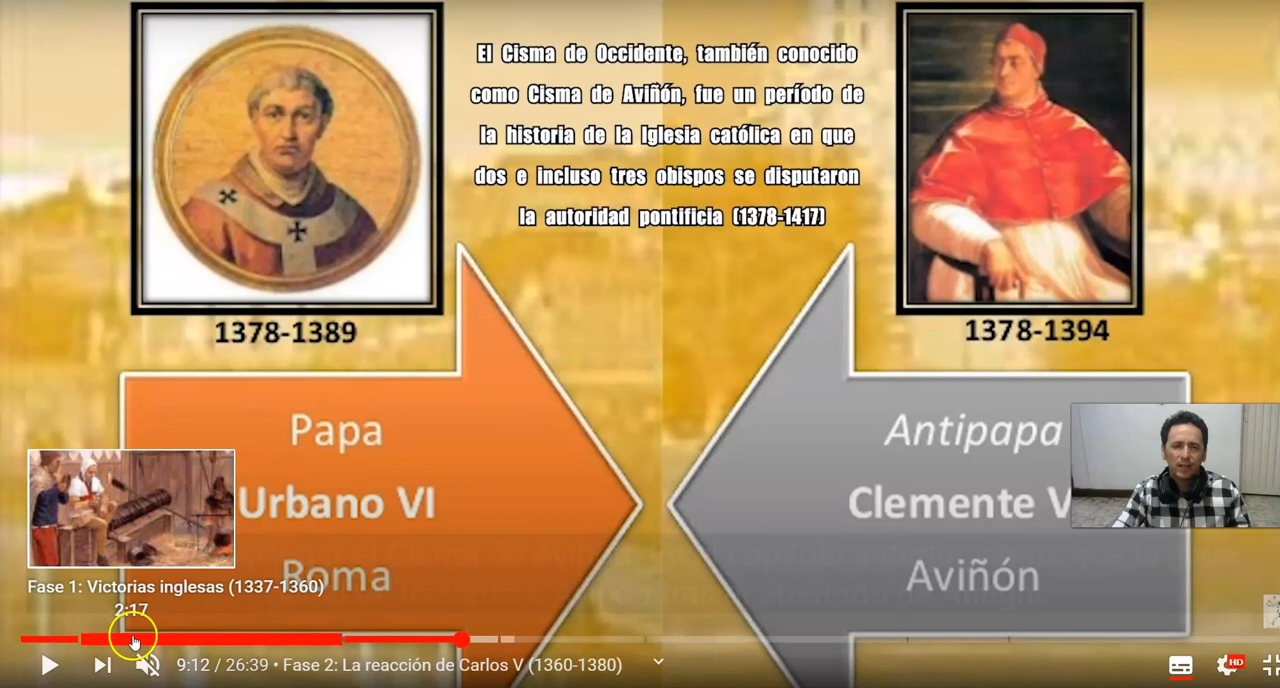 El Cisma de Occidente, también conocido
como Cisma de Aviñón, fue un período de
la historia de la Iglesia católica en que
dos e incluso tres obispos se disputaron
la autoridad pontificia (1378-1417)
1378-1389
1378-1394
Papa
Urbano VI
Roma
Antipapa
Clemente V
Aviñón
Fase 1: Victorias inglesas (1337-1360)
2:17
9:12 / 26:39 • Fase 2: La reacción de Carlos V (1360-1380)
HD